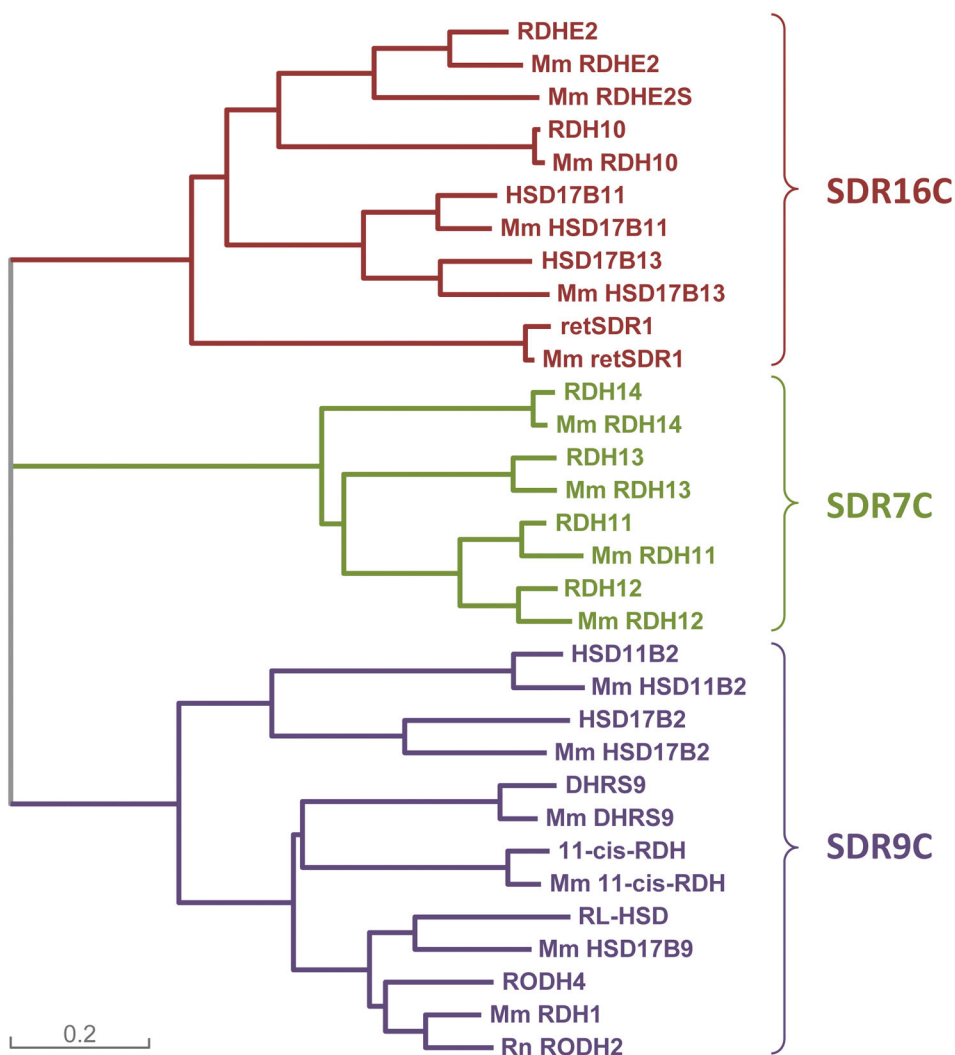 RDHE2
Mm RDHE2
Mm RDHE2S
RDH10
Mm RDH10
HSD17B11
Mm HSD17B11
HSD17B13
Mm HSD17B13
retSDR1
Mm retSDR1
SDR16C
RDH14
Mm RDH14
RDH13
Mm RDH13
RDH11
Mm RDH11
RDH12
Mm RDH12
SDR7C
HSD11B2
Mm HSD11B2
HSD17B2
Mm HSD17B2
DHRS9
Mm DHRS9
11-cis-RDH
Mm 11-cis-RDH
RL-HSD
Mm HSD17B9
RODH4
Mm RDH1
Rn RODH2
SDR9C
0.2